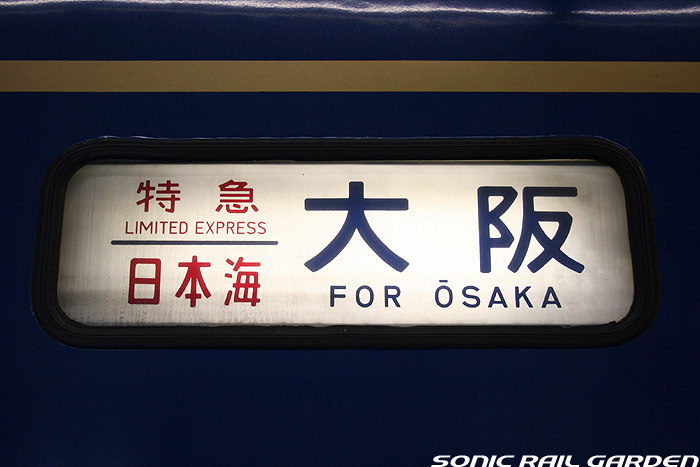 特急
LIMITED EXPRESS
日本海
大阪
FOR ŌSAKA
SONIC RAIL GARDEN